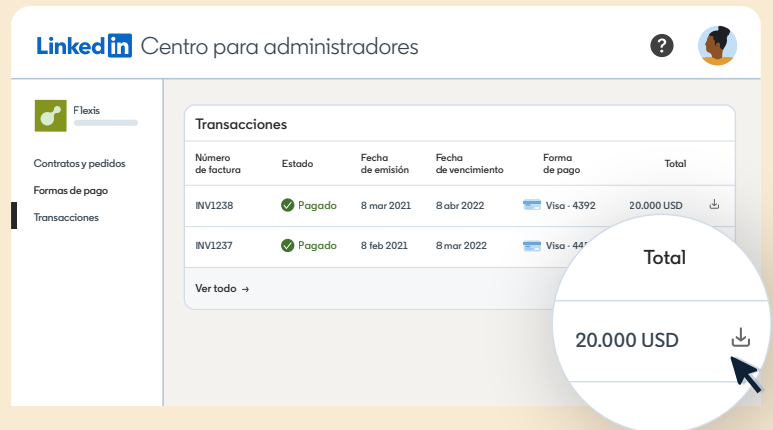 LinkedIn Centro para administradores
?
Flexis
Contratos y pedidos
Formas de pago
Transacciones
Transacciones
Número de factura Estado Fecha de emisión Fecha de vencimiento Forma de pago Total
INV1238 Pagado 8 mar 2021 8 abr 2022 Visa - 4392 20.000 USD
INV1237 Pagado 8 feb 2021 8 mar 2022 Visa
Ver todo →
Total
20.000 USD